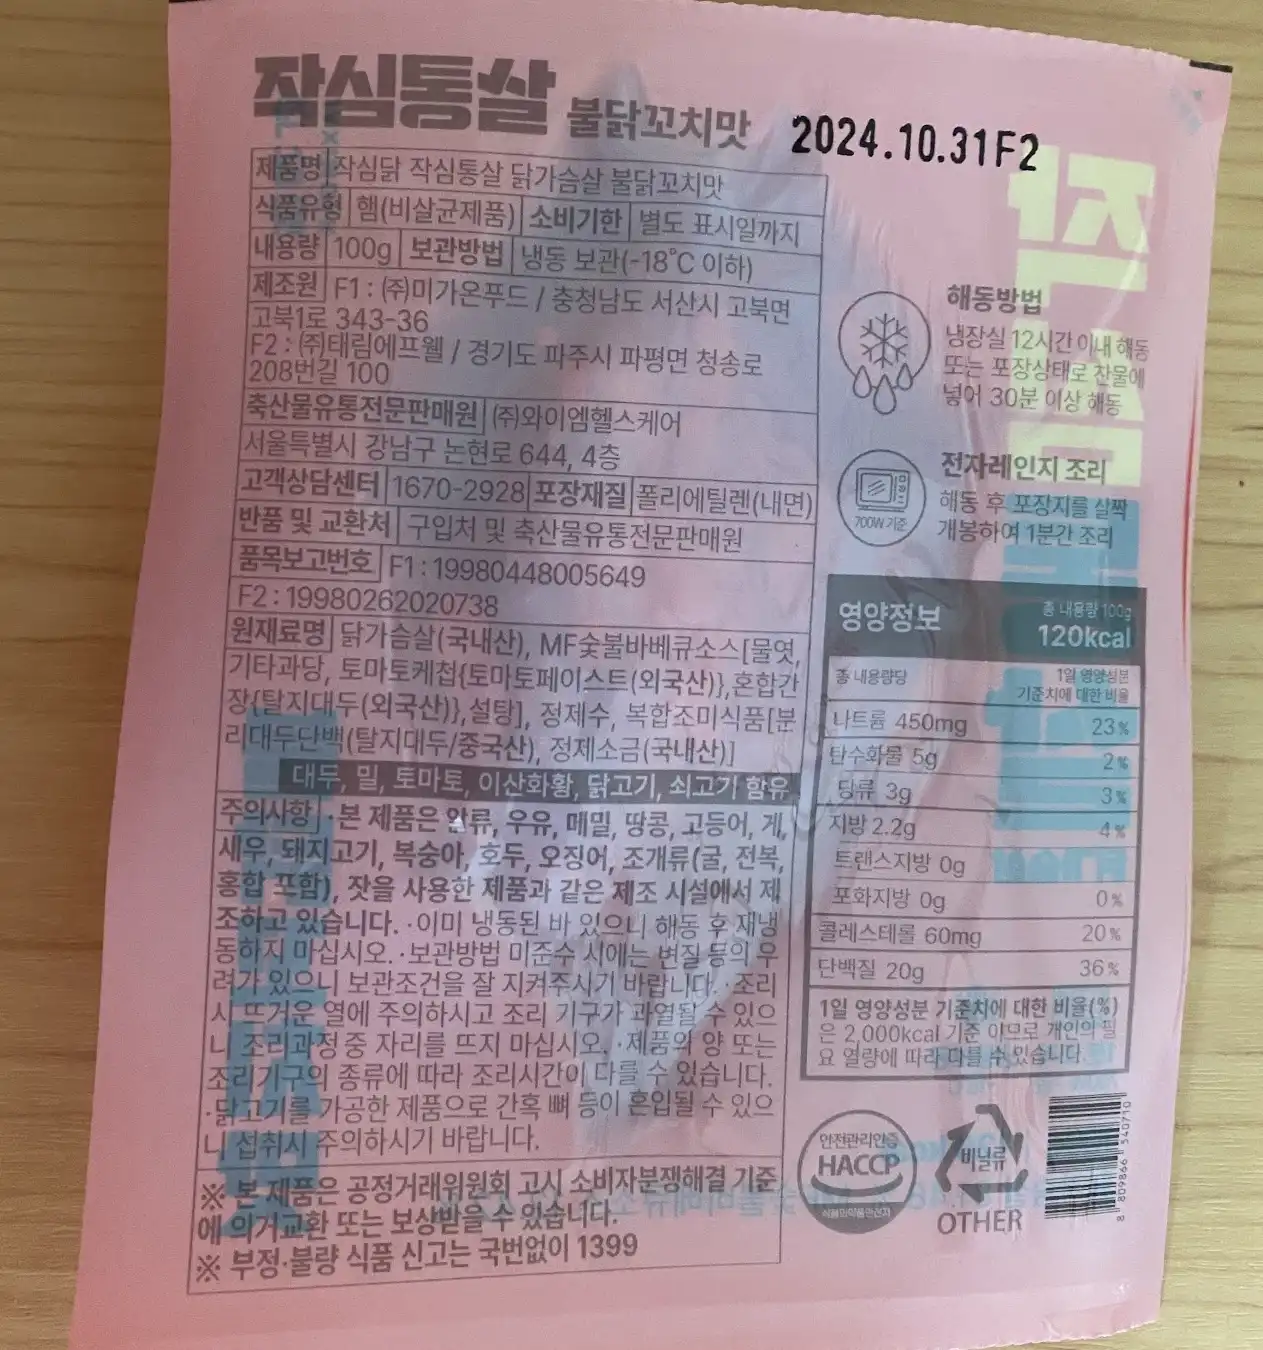 작심통살 불닭꼬치맛
2024.10.31F2
제품명 작심닭 작심통살 닭가슴살 불닭꼬치맛
식품유형 햄(비살균제품) 소비기한 별도 표시일까지
내용량 100g 보관방법 냉동 보관(-18°C 이하)
제조원 F1 : ㈜미가온푸드 / 충청남도 서산시 고북면
고북1로 343-36
F2 : ㈜태림에프웰 / 경기도 파주시 파평면 청송로
208번길 100
축산물유통전문판매원 ㈜와이엠헬스케어
서울특별시 강남구 논현로 644, 4층
고객상담센터 1670-2928 포장재질 폴리에틸렌(내면)
반품 및 교환처 구입처 및 축산물유통전문판매원
품목보고번호 F1 : 19980448005649
F2 : 19980262020738
원재료명 닭가슴살(국내산), MF숯불바베큐소스[물엿,
기타과당, 토마토케첩{토마토페이스트(외국산)},혼합간
장{탈지대두(외국산)},설탕], 정제수, 복합조미식품[분
리대두단백(탈지대두/중국산), 정제소금(국내산)]
대두, 밀, 토마토, 이산화황, 닭고기, 쇠고기 함유
주의사항 ·본 제품은 알류, 우유, 메밀, 땅콩, 고등어, 게,
새우, 돼지고기, 복숭아, 호두, 오징어, 조개류(굴, 전복,
홍합 포함), 잣을 사용한 제품과 같은 제조 시설에서 제
조하고 있습니다. ·이미 냉동된 바 있으니 해동 후 재냉
동하지 마십시오. ·보관방법 미준수 시에는 변질 등의 우
려가 있으니 보관조건을 잘 지켜주시기 바랍니다. ·조리
시 뜨거운 열에 주의하시고 조리 기구가 과열될 수 있으
니 조리과정 중 자리를 뜨지 마십시오. ·제품의 양 또는
조리기구의 종류에 따라 조리시간이 다를 수 있습니다.
·닭고기를 가공한 제품으로 간혹 뼈 등이 혼입될 수 있으
니 섭취시 주의하시기 바랍니다.
※ 본 제품은 공정거래위원회 고시 소비자분쟁해결 기준
에 의거교환 또는 보상받을 수 있습니다.
※ 부정·불량 식품 신고는 국번없이 1399
해동방법
냉장실 12시간 이내 해동
또는 포장상태로 찬물에
넣어 30분 이상 해동
전자레인지 조리
해동 후 포장지를 살짝
개봉하여 1분간 조리
700W 기준
영양정보
총 내용량 100g
120kcal
총 내용량당
1일 영양성분
기준치에 대한 비율
나트륨 450mg 23%
탄수화물 5g 2%
당류 3g 3%
지방 2.2g 4%
트랜스지방 0g
포화지방 0g 0%
콜레스테롤 60mg 20%
단백질 20g 36%
1일 영양성분 기준치에 대한 비율(%)
은 2,000kcal 기준 이므로 개인의 필
요 열량에 따라 다를 수 있습니다.
안전관리인증
HACCP
식품의약품안전처
비닐류
OTHER
8 809866 540710